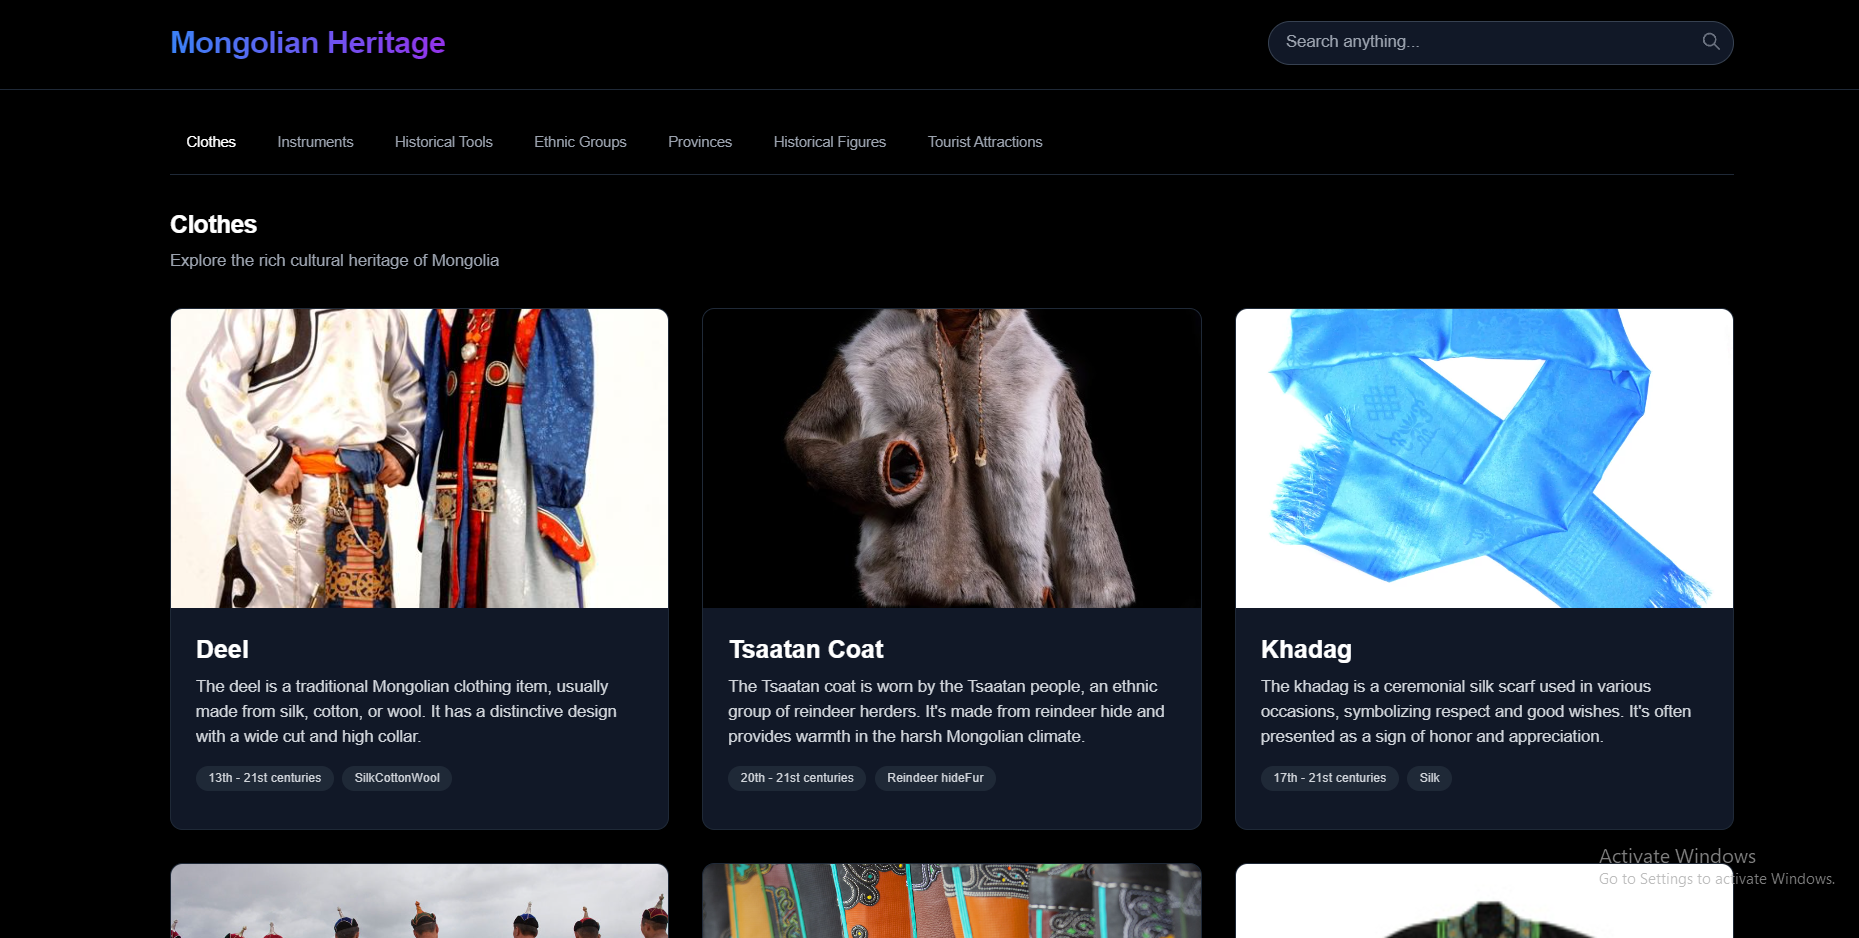 Mongolian Heritage
Search anything...
Clothes
Instruments
Historical Tools
Ethnic Groups
Provinces
Historical Figures
Tourist Attractions
Clothes
Explore the rich cultural heritage of Mongolia
Deel
The deel is a traditional Mongolian clothing item, usually
made from silk, cotton, or wool. It has a distinctive design
with a wide cut and high collar.
13th - 21st centuries
SilkCottonWool
Tsaatan Coat
The Tsaatan coat is worn by the Tsaatan people, an ethnic
group of reindeer herders. It's made from reindeer hide and
provides warmth in the harsh Mongolian climate.
20th - 21st centuries
Reindeer hideFur
Khadag
The khadag is a ceremonial silk scarf used in various
occasions, symbolizing respect and good wishes. It's often
presented as a sign of honor and appreciation.
17th - 21st centuries
Silk
Activate Windows
Go to Settings to activate Windows.